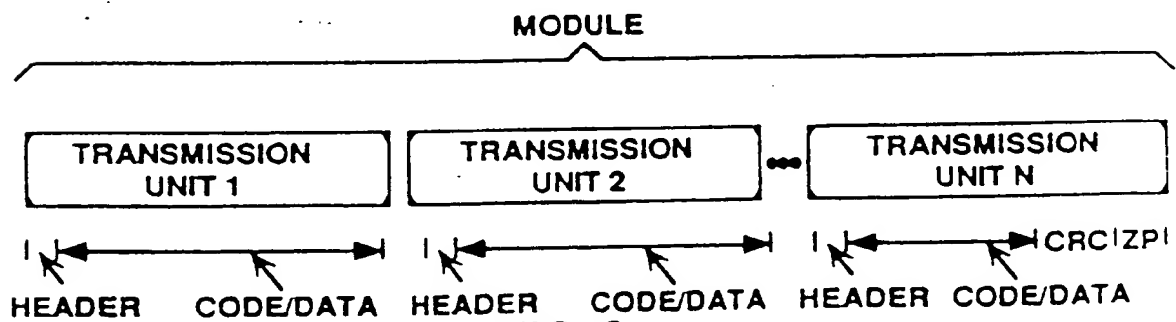 MODULE
TRANSMISSION UNIT 1
TRANSMISSION UNIT 2
TRANSMISSION UNIT N
CRC ZP
HEADER CODE/DATA HEADER CODE/DATA HEADER CODE/DATA